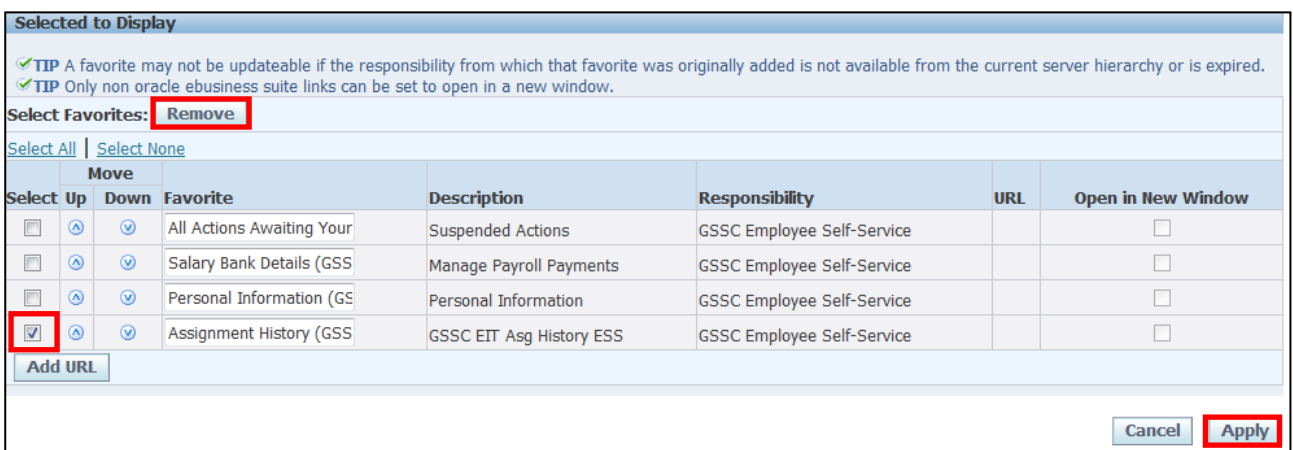 Selected to Display
TIP A favorite may not be updateable if the responsibility from which that favorite was originally added is not available from the current server hierarchy or is expired.
TIP Only non oracle ebusiness suite links can be set to open in a new window.
Select Favorites: Remove
Select All | Select None
Move
Select Up Down Favorite Description Responsibility URL Open in New Window
All Actions Awaiting Your Suspended Actions GSSC Employee Self-Service
Salary Bank Details (GSS Manage Payroll Payments GSSC Employee Self-Service
Personal Information (GS Personal Information GSSC Employee Self-Service
Assignment History (GSS GSSC EIT Asg History ESS GSSC Employee Self-Service
Add URL
Cancel Apply